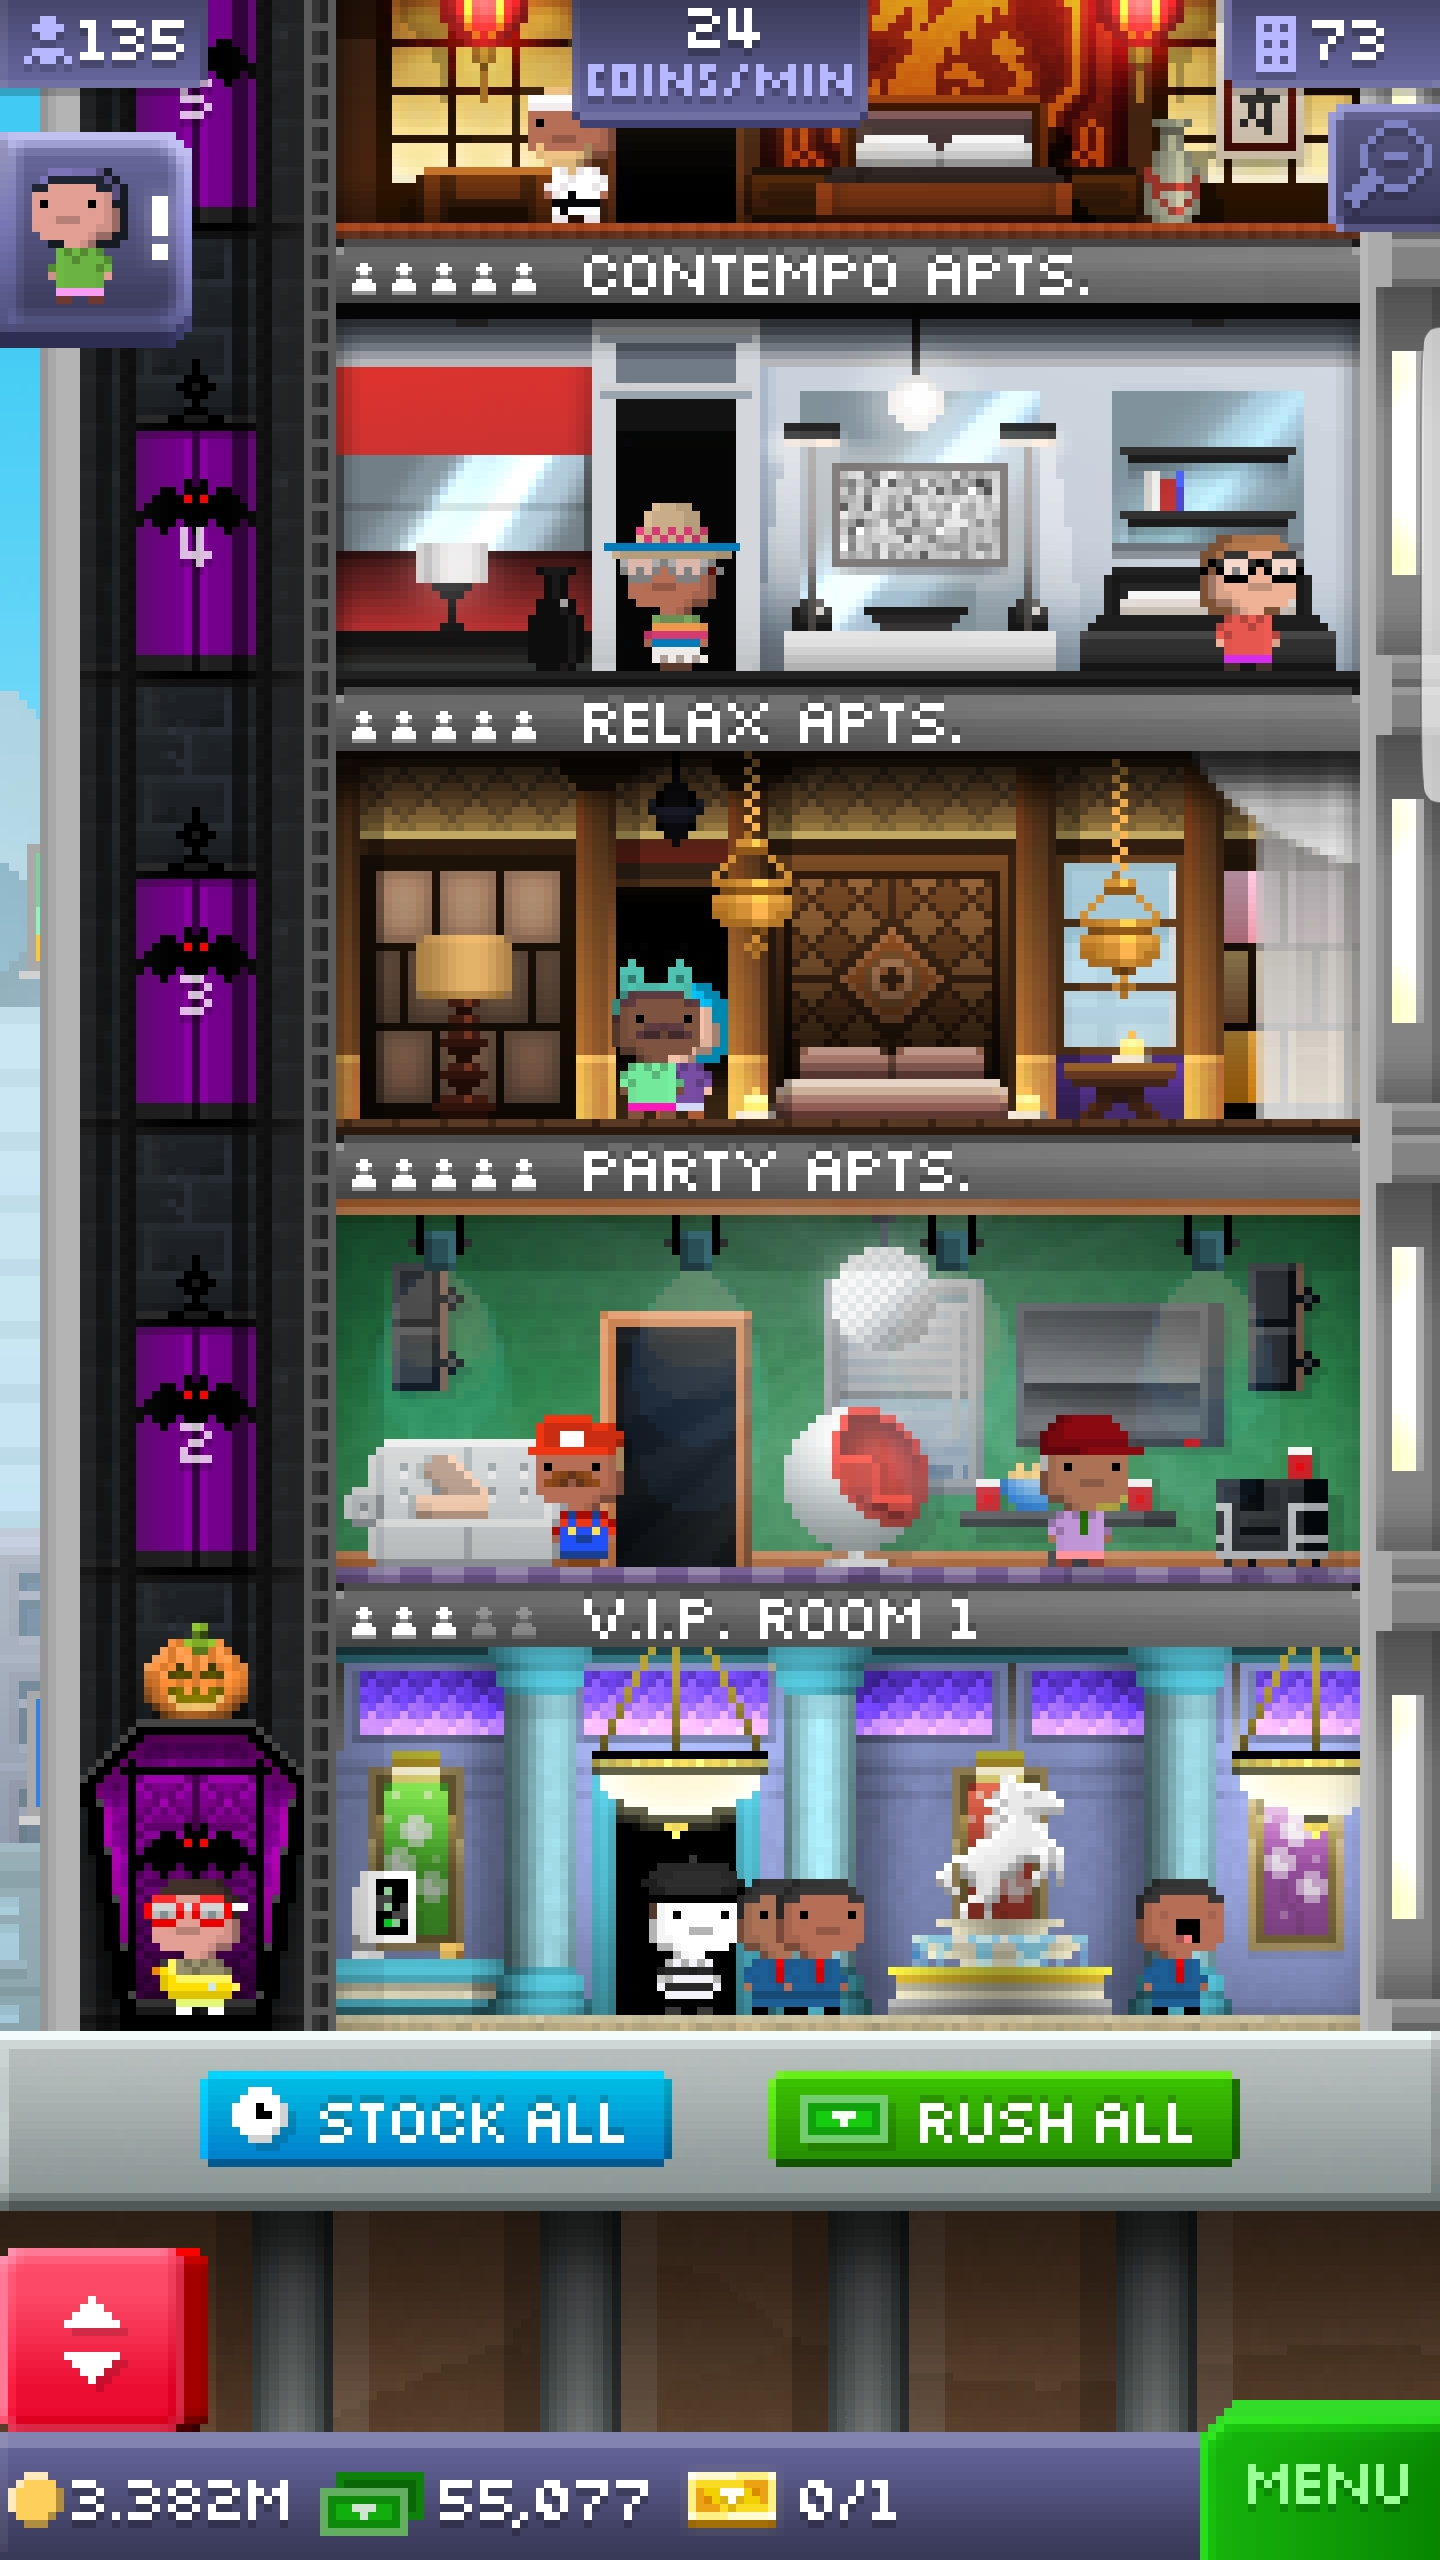 135
24
COINS/MIN
73
5
!
CONTEMPO APTS.
4
RELAX APTS.
3
PARTY APTS.
2
V.I.P. ROOM 1
STOCK ALL
RUSH ALL
3.382M
55,077
0/1
MENU